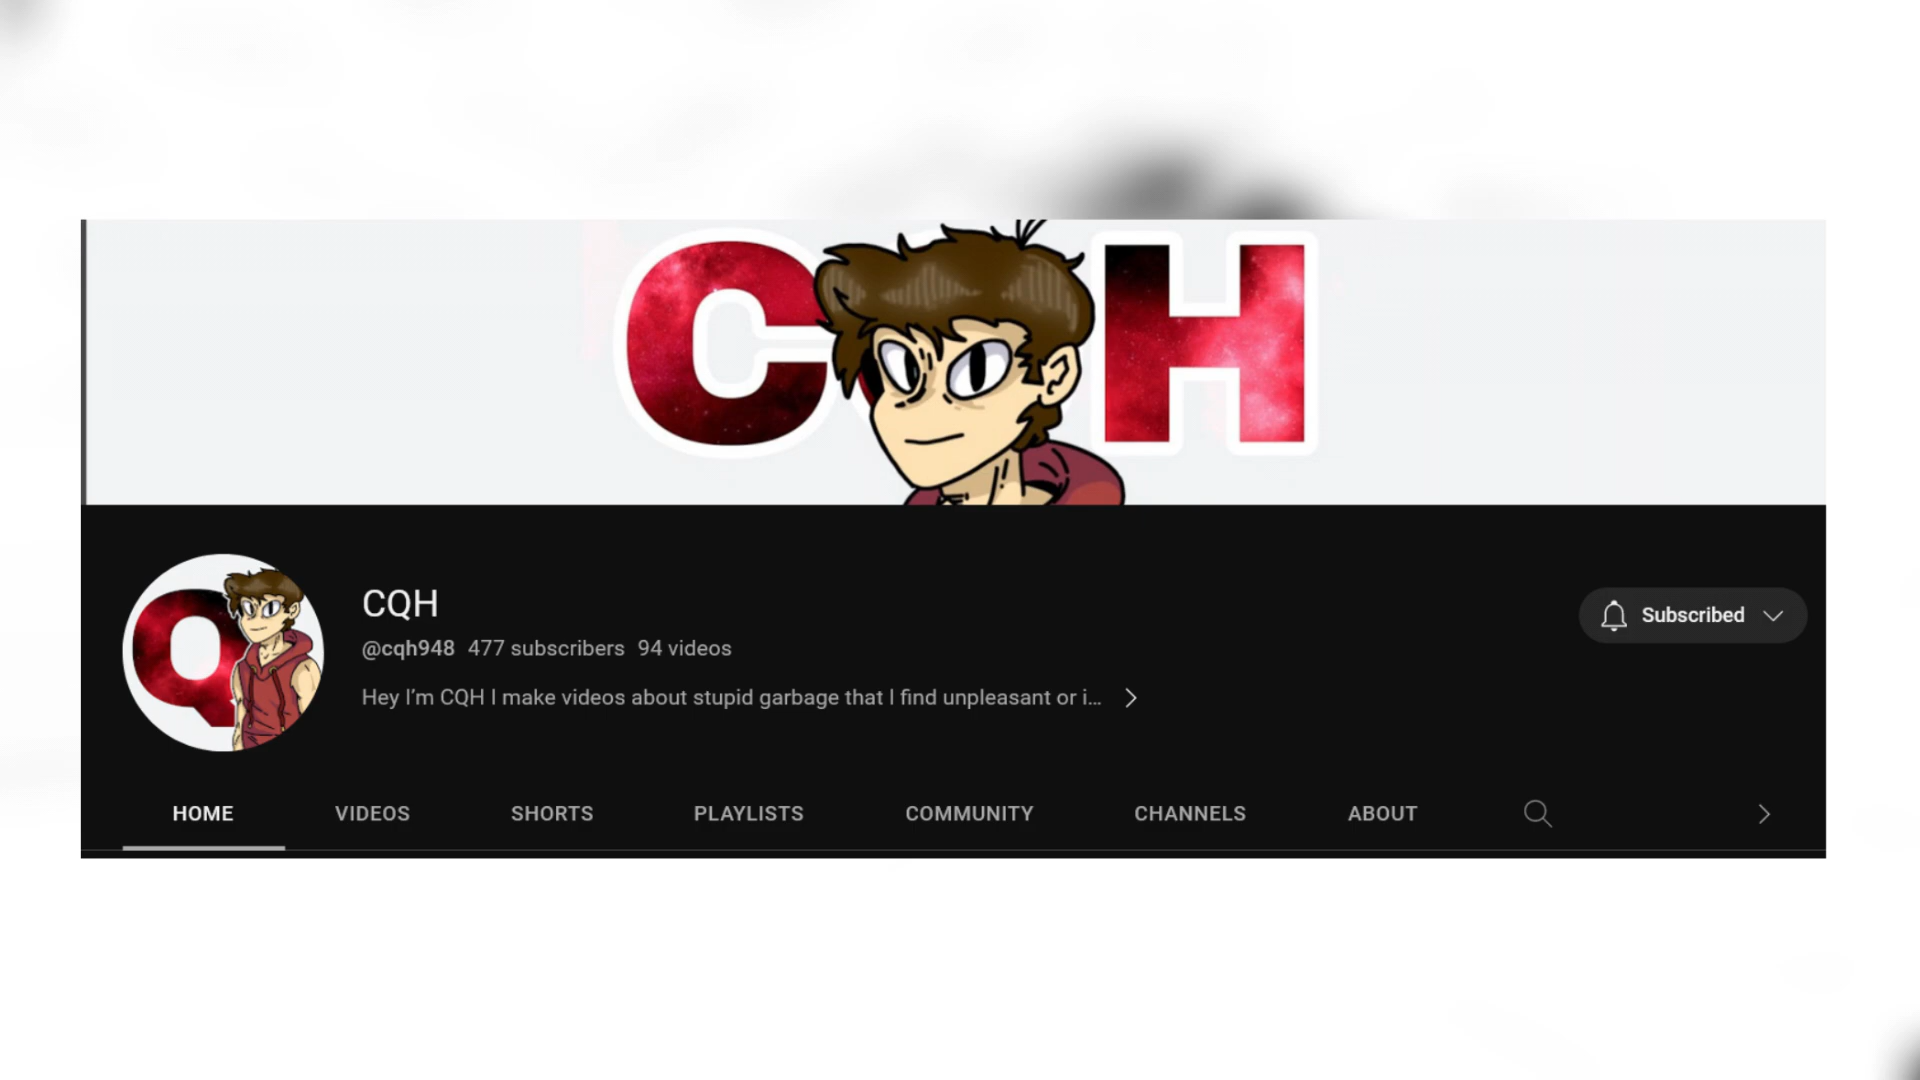 CQH
CQH
@cqh948 477 subscribers 94 videos
Hey I’m CQH I make videos about stupid garbage that I find unpleasant or i...
Subscribed
Q
HOME VIDEOS SHORTS PLAYLISTS COMMUNITY CHANNELS ABOUT